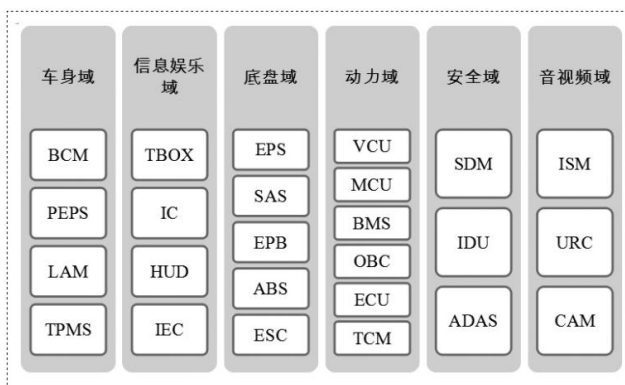 车身域
BCM
PEPS
LAM
TPMS
信息娱乐
域
TBOX
IC
HUD
IEC
底盘域
EPS
SAS
EPB
ABS
ESC
动力域
VCU
MCU
BMS
OBC
ECU
TCM
安全域
SDM
IDU
ADAS
音视频域
ISM
URC
CAM